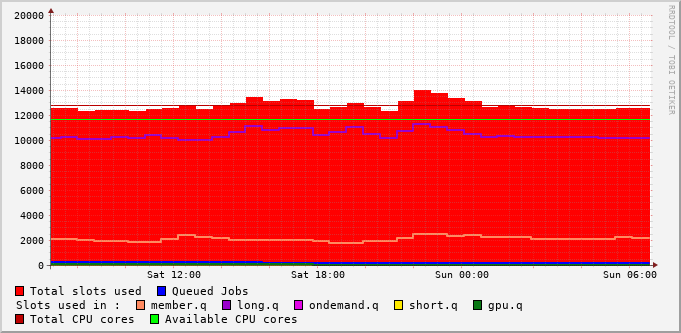 RRDTOOL / TOBI OETIKER
20000
18000
16000
14000
12000
10000
8000
6000
4000
2000
0
Sat 12:00 Sat 18:00 Sun 00:00 Sun 06:00
Total slots used Queued Jobs
Slots used in : member.q long.q ondemand.q short.q gpu.q
Total CPU cores Available CPU cores